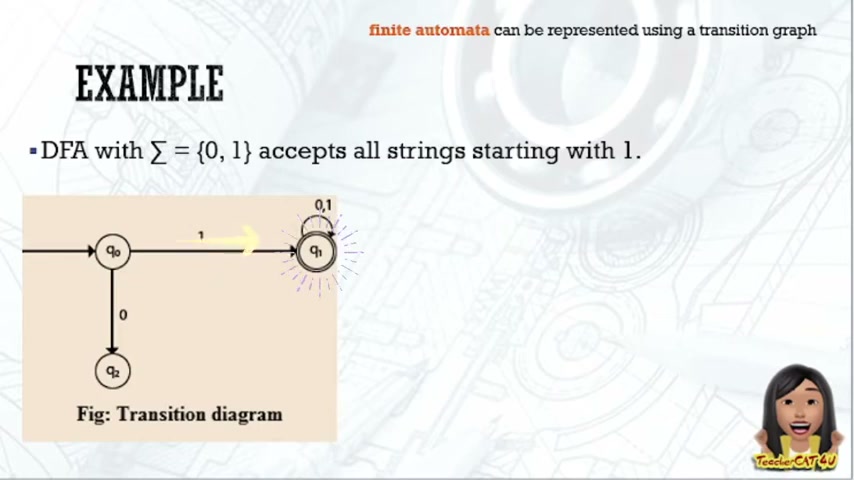 finite automata can be represented using a transition graph
EXAMPLE
▪DFA with ∑ = {0, 1} accepts all strings starting with 1.
0,1
1
q₀
q₁
0
q₂
Fig: Transition diagram
TeacherCAT 4U